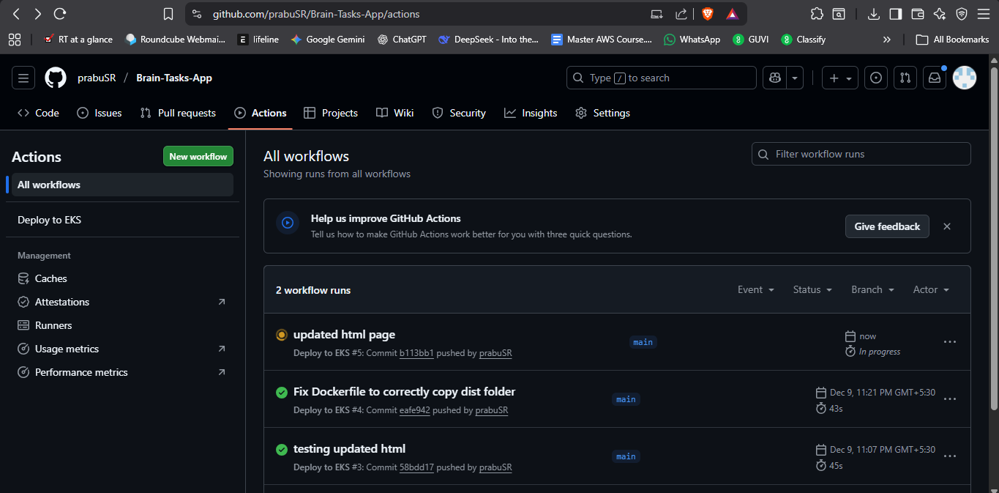 github.com/prabuSR/Brain-Tasks-App/actions
RT at a glance
Roundcube Webmai...
E lifeline
Google Gemini
ChatGPT
DeepSeek - Into the...
Master AWS Course....
WhatsApp
GUVI
Classify
»
All Bookmarks
prabuSR / Brain-Tasks-App
Type / to search
Code
Issues
Pull requests
Actions
Projects
Wiki
Security
Insights
Settings
Actions
New workflow
All workflows
Deploy to EKS
Management
Caches
Attestations
Runners
Usage metrics
Performance metrics
All workflows
Showing runs from all workflows
Filter workflow runs
Help us improve GitHub Actions
Tell us how to make GitHub Actions work better for you with three quick questions.
Give feedback
2 workflow runs
Event
Status
Branch
Actor
updated html page
Deploy to EKS #5: Commit b113bb1 pushed by prabuSR
main
now
In progress
Fix Dockerfile to correctly copy dist folder
Deploy to EKS #4: Commit eafe942 pushed by prabuSR
main
Dec 9, 11:21 PM GMT+5:30
43s
testing updated html
Deploy to EKS #3: Commit 58bdd17 pushed by prabuSR
main
Dec 9, 11:07 PM GMT+5:30
45s